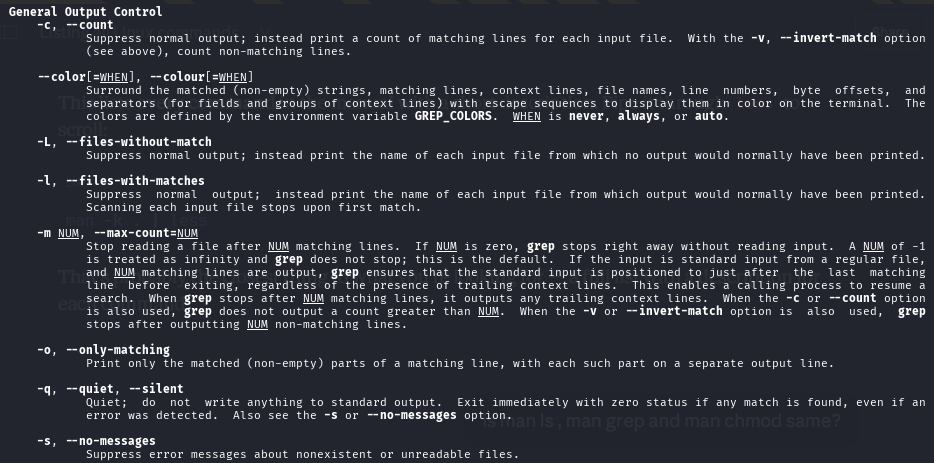 General Output Control
-c, --count
Suppress normal output; instead print a count of matching lines for each input file.  With the -v, --invert-match option
(see above), count non-matching lines.
--color[=WHEN], --colour[=WHEN]
Surround the matched (non-empty) strings, matching lines, context lines, file names, line  numbers,  byte  offsets,  and
separators (for fields and groups of context lines) with escape sequences to display them in color on the terminal.  The
colors are defined by the environment variable GREP_COLORS.  WHEN is never, always, or auto.
-L, --files-without-match
Suppress normal output; instead print the name of each input file from which no output would normally have been printed.
-l, --files-with-matches
Suppress  normal  output;  instead print the name of each input file from which output would normally have been printed.
Scanning each input file stops upon first match.
-m NUM, --max-count=NUM
Stop reading a file after NUM matching lines.  If NUM is zero, grep stops right away without reading input.  A NUM of -1
is treated as infinity and grep does not stop; this is the default.  If the input is standard input from a regular file,
and NUM matching lines are output, grep ensures that the standard input is positioned to just after  the  last  matching
line  before  exiting, regardless of the presence of trailing context lines.  This enables a calling process to resume a
search.  When grep stops after NUM matching lines, it outputs any trailing context lines.  When the -c or --count option
is also used, grep does not output a count greater than NUM.  When the -v or --invert-match option is  also  used,  grep
stops after outputting NUM non-matching lines.
-o, --only-matching
Print only the matched (non-empty) parts of a matching line, with each such part on a separate output line.
-q, --quiet, --silent
Quiet;  do  not  write anything to standard output.  Exit immediately with zero status if any match is found, even if an
error was detected.  Also see the -s or --no-messages option.
is man ls , man grep and man chmod same?
-s, --no-messages
Suppress error messages about nonexistent or unreadable files.